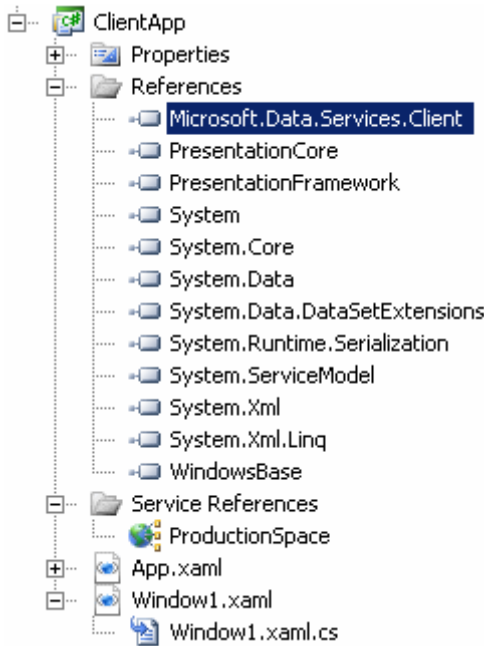 ClientApp
Properties
References
Microsoft.Data.Services.Client
PresentationCore
PresentationFramework
System
System.Core
System.Data
System.Data.DataSetExtensions
System.Runtime.Serialization
System.ServiceModel
System.Xml
System.Xml.Linq
WindowsBase
Service References
ProductionSpace
App.xaml
Window1.xaml
Window1.xaml.cs